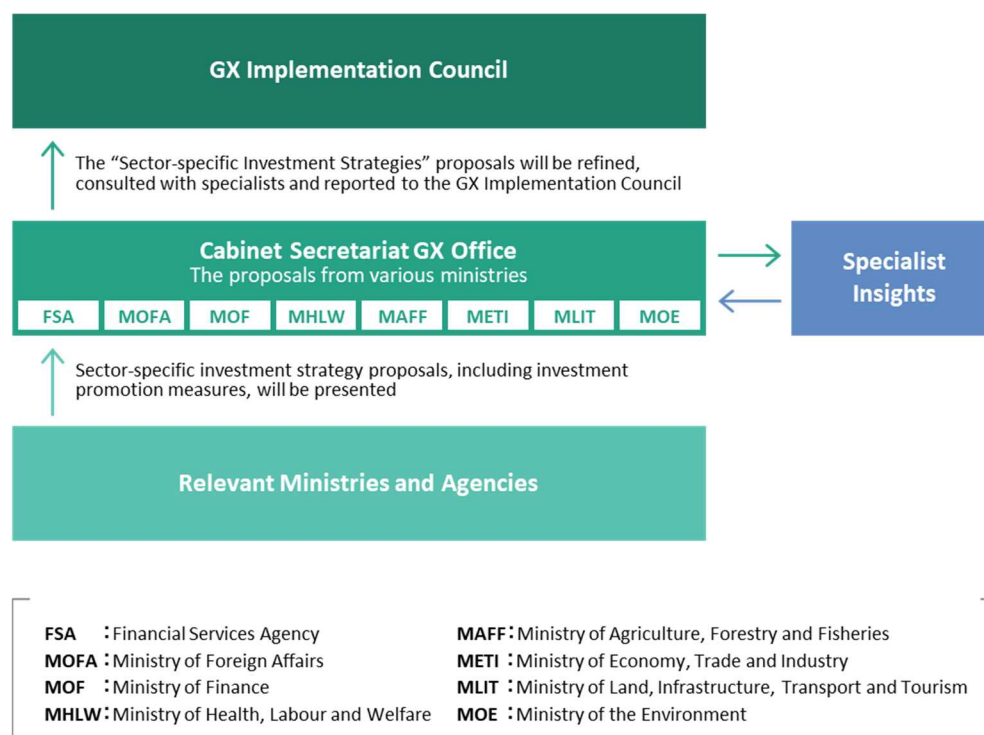 GX Implementation Council
The “Sector-specific Investment Strategies” proposals will be refined,
consulted with specialists and reported to the GX Implementation Council
Cabinet Secretariat GX Office
The proposals from various ministries
FSA MOFA MOF MHLW MAFF METI MLIT MOE
Specialist
Insights
Sector-specific investment strategy proposals, including investment
promotion measures, will be presented
Relevant Ministries and Agencies
FSA : Financial Services Agency
MOFA : Ministry of Foreign Affairs
MOF : Ministry of Finance
MHLW : Ministry of Health, Labour and Welfare
MAFF : Ministry of Agriculture, Forestry and Fisheries
METI : Ministry of Economy, Trade and Industry
MLIT : Ministry of Land, Infrastructure, Transport and Tourism
MOE : Ministry of the Environment